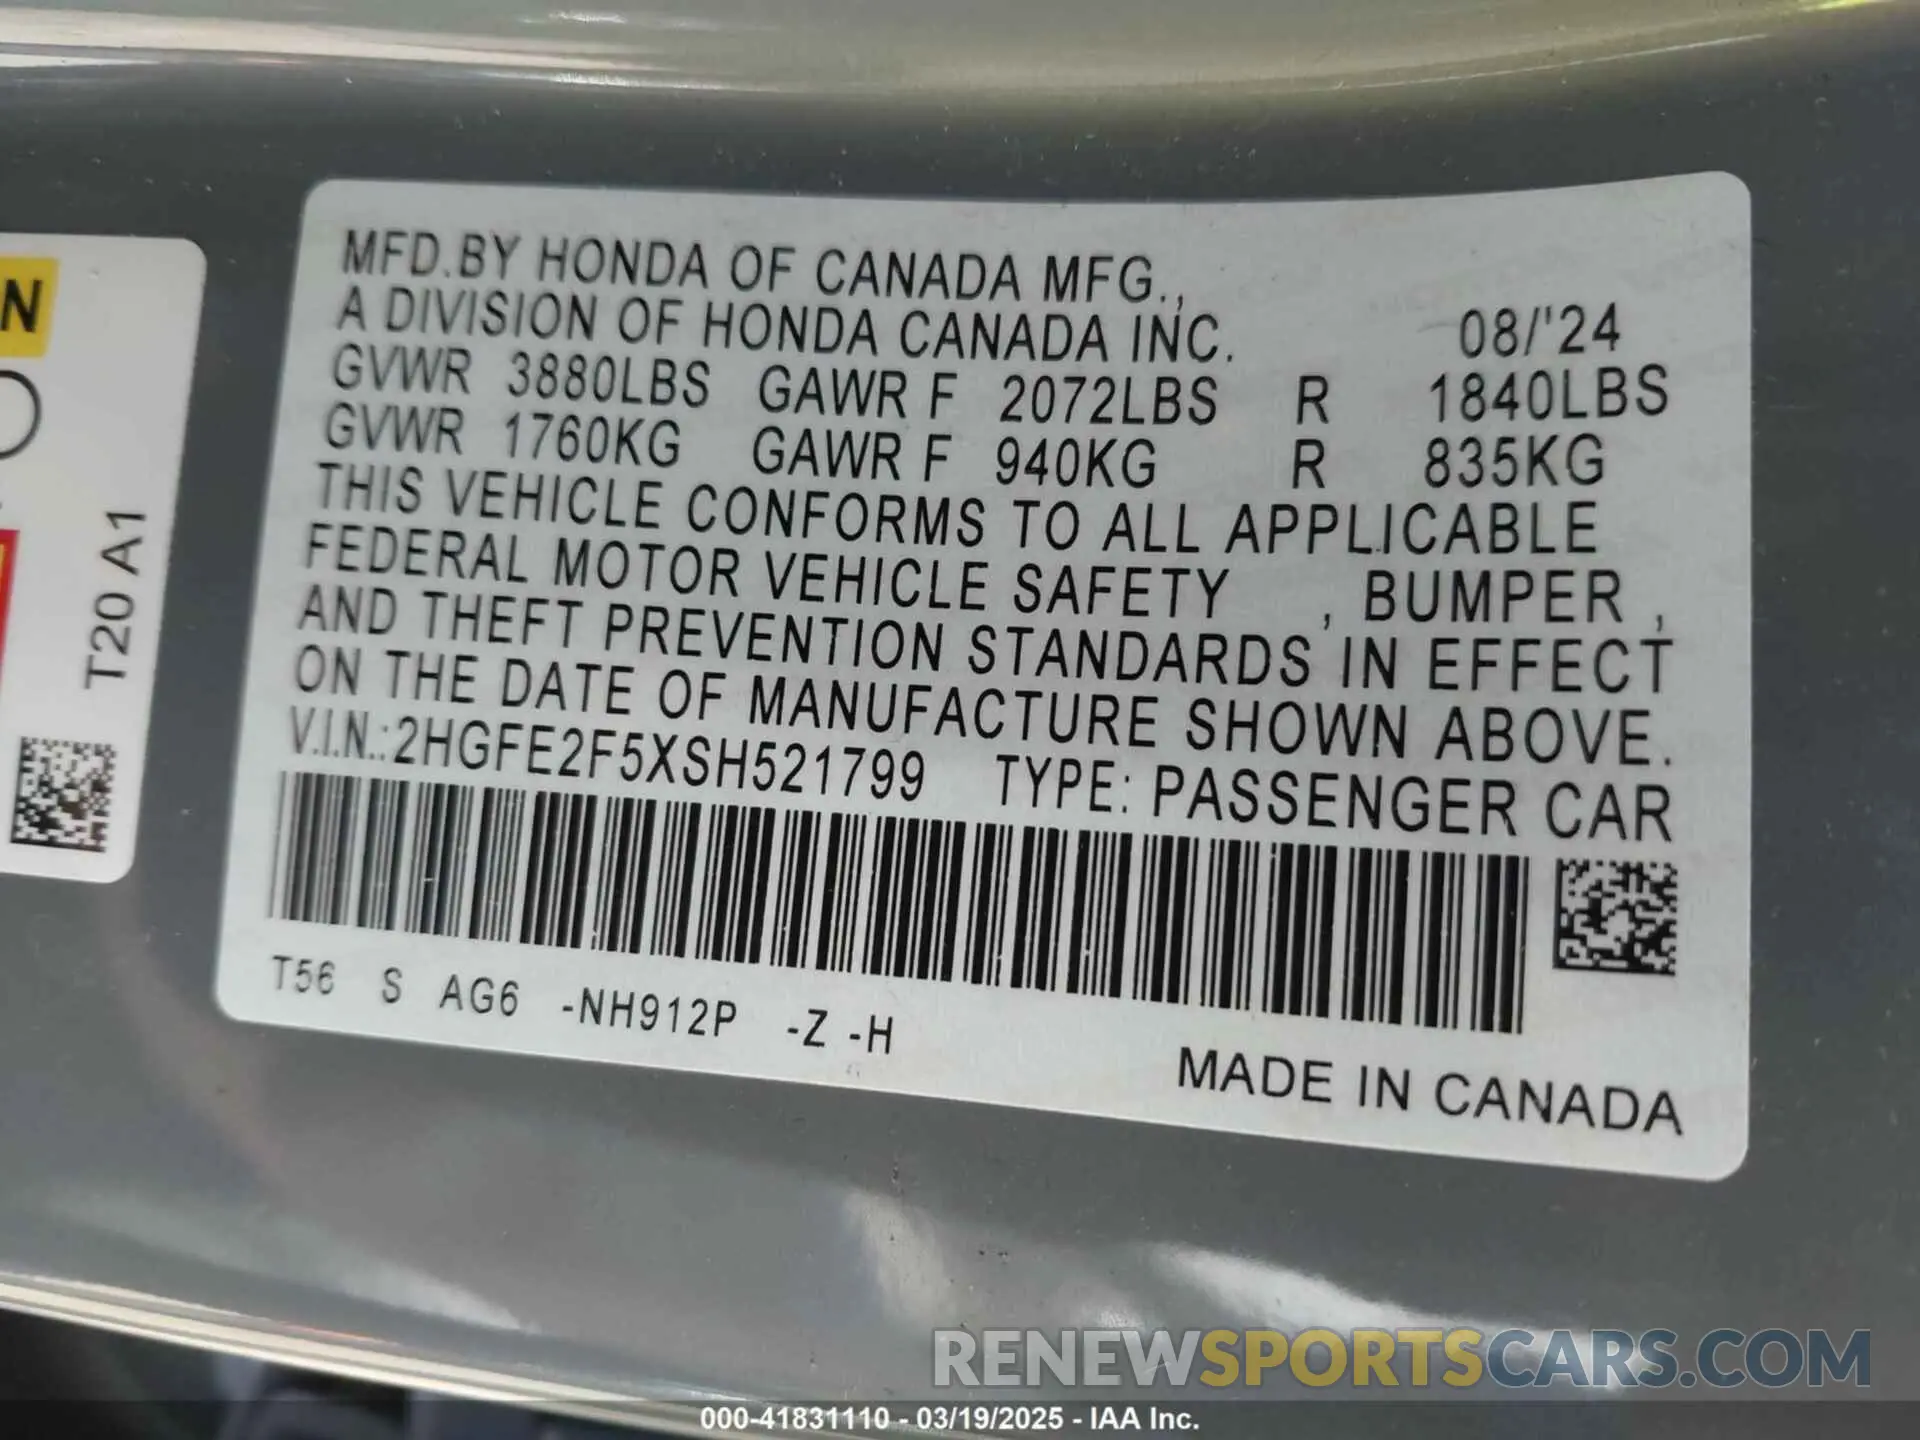 N
T20 A1
MFD.BY HONDA OF CANADA MFG.,
A DIVISION OF HONDA CANADA INC. 08/'24
GVWR 3880LBS GAWR F 2072LBS R 1840LBS
GVWR 1760KG GAWR F 940KG R 835KG
THIS VEHICLE CONFORMS TO ALL APPLICABLE
FEDERAL MOTOR VEHICLE SAFETY , BUMPER ,
AND THEFT PREVENTION STANDARDS IN EFFECT
ON THE DATE OF MANUFACTURE SHOWN ABOVE.
V.I.N.:2HGFE2F5XSH521799 TYPE: PASSENGER CAR
T56 S AG6 -NH912P -Z -H
MADE IN CANADA
RENEWSPORTSCARS.COM
000-41831110 - 03/19/2025 - IAA Inc.